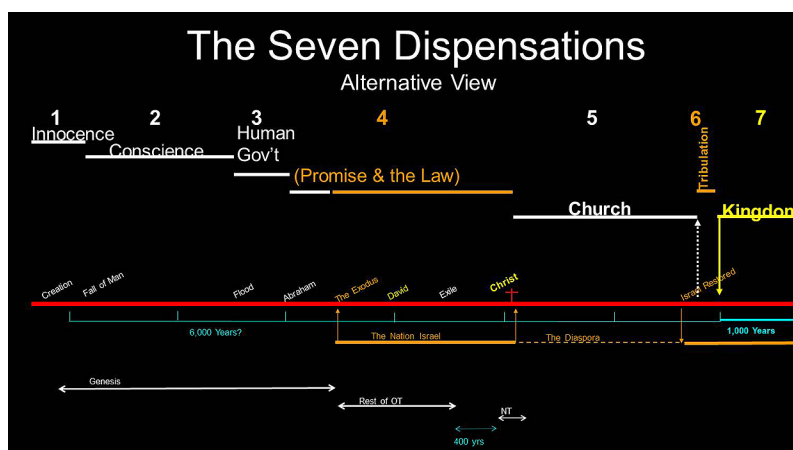 The Seven Dispensations
Alternative View
1 2 3 4 5 6 7
Innocence
Conscience
Human
Gov't
(Promise & the Law)
Church
Tribulation
Kingdon
Creation
Fall of Man
Flood
Abraham
The Exodus
David
Exile
Christ
Israel Restored
6,000 Years?
1,000 Years
The Nation Israel
The Diaspora
Genesis
Rest of OT
NT
400 yrs